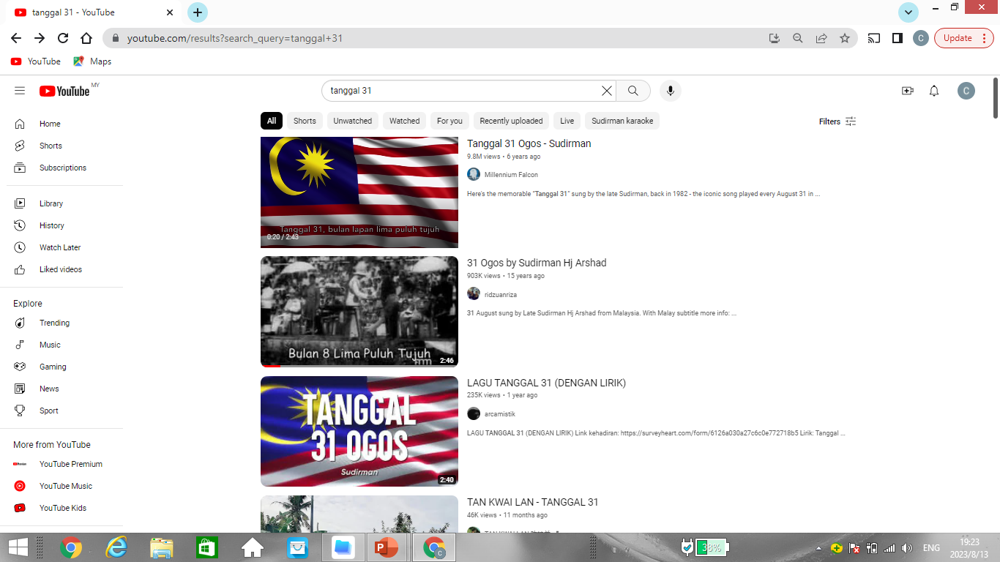 tanggal 31 - YouTube
youtube.com/results?search_query=tanggal+31
C
Update
YouTube
Maps
YouTube MY
tanggal 31
C
Home
Shorts
Subscriptions
Library
History
Watch Later
Liked videos
Explore
Trending
Music
Gaming
News
Sport
More from YouTube
YouTube Premium
YouTube Music
YouTube Kids
All
Shorts
Unwatched
Watched
For you
Recently uploaded
Live
Sudirman karaoke
Filters
Tanggal 31, bulan lapan lima puluh tujuh
0:20 / 2:43
Tanggal 31 Ogos - Sudirman
9.8M views • 6 years ago
Millennium Falcon
Here's the memorable "Tanggal 31" sung by the late Sudirman, back in 1982 - the iconic song played every August 31 in ...
Bulan 8 Lima Puluh Tujuh
2:46
31 Ogos by Sudirman Hj Arshad
903K views • 15 years ago
ridzuanriza
31 August sung by Late Sudirman Hj Arshad from Malaysia. With Malay subtitle more info: ...
TANGGAL
31 OGOS
Sudirman
2:40
LAGU TANGGAL 31 (DENGAN LIRIK)
235K views • 1 year ago
arcamistik
LAGU TANGGAL 31 (DENGAN LIRIK) Link kehadiran: https://surveyheart.com/form/6126a030a27c6c0e772718b5 Lirik: Tanggal ...
TAN KWAI LAN - TANGGAL 31
46K views • 11 months ago
38%
ENG
19:23
2023/8/13